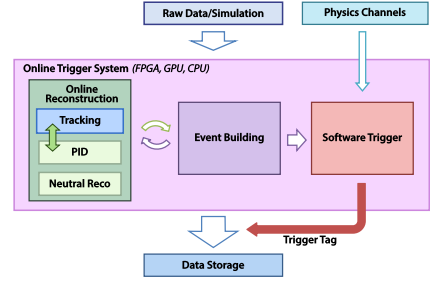 Raw Data/Simulation
Physics Channels
Online Trigger System (FPGA, GPU, CPU)
Online
Reconstruction
Tracking
PID
Neutral Reco
Event Building
Software Trigger
Trigger Tag
Data Storage